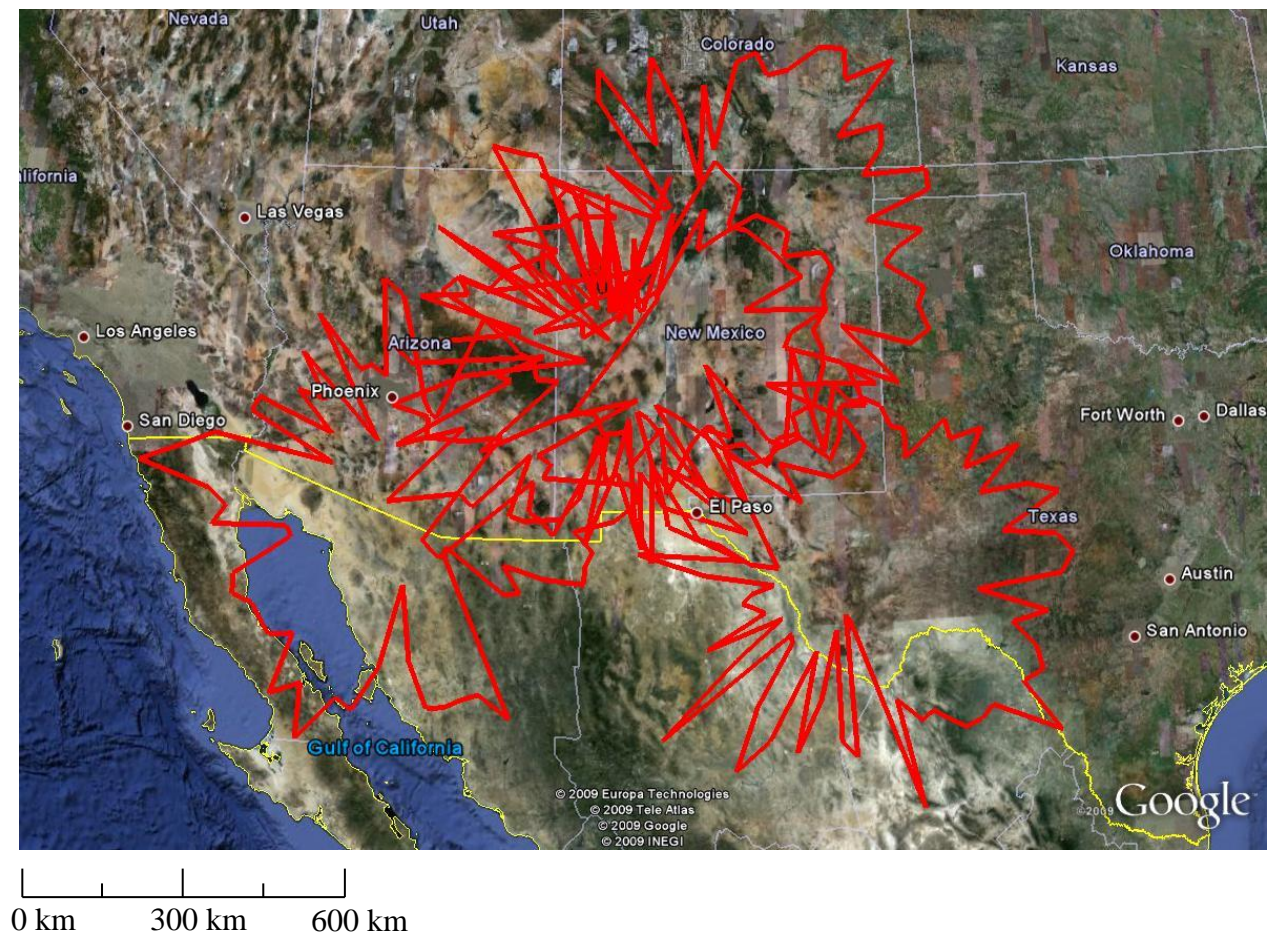 Nevada
Utah
Colorado
Kansas
lifornia
Las Vegas
Oklahoma
Los Angeles
Arizona
New Mexico
Phoenix
San Diego
Fort Worth
Dallas
El Paso
Texas
Austin
San Antonio
Gulf of California
© 2009 Europa Technologies
© 2009 Tele Atlas
© 2009 Google
© 2009 INEGI
©2009 Google
0 km 300 km 600 km